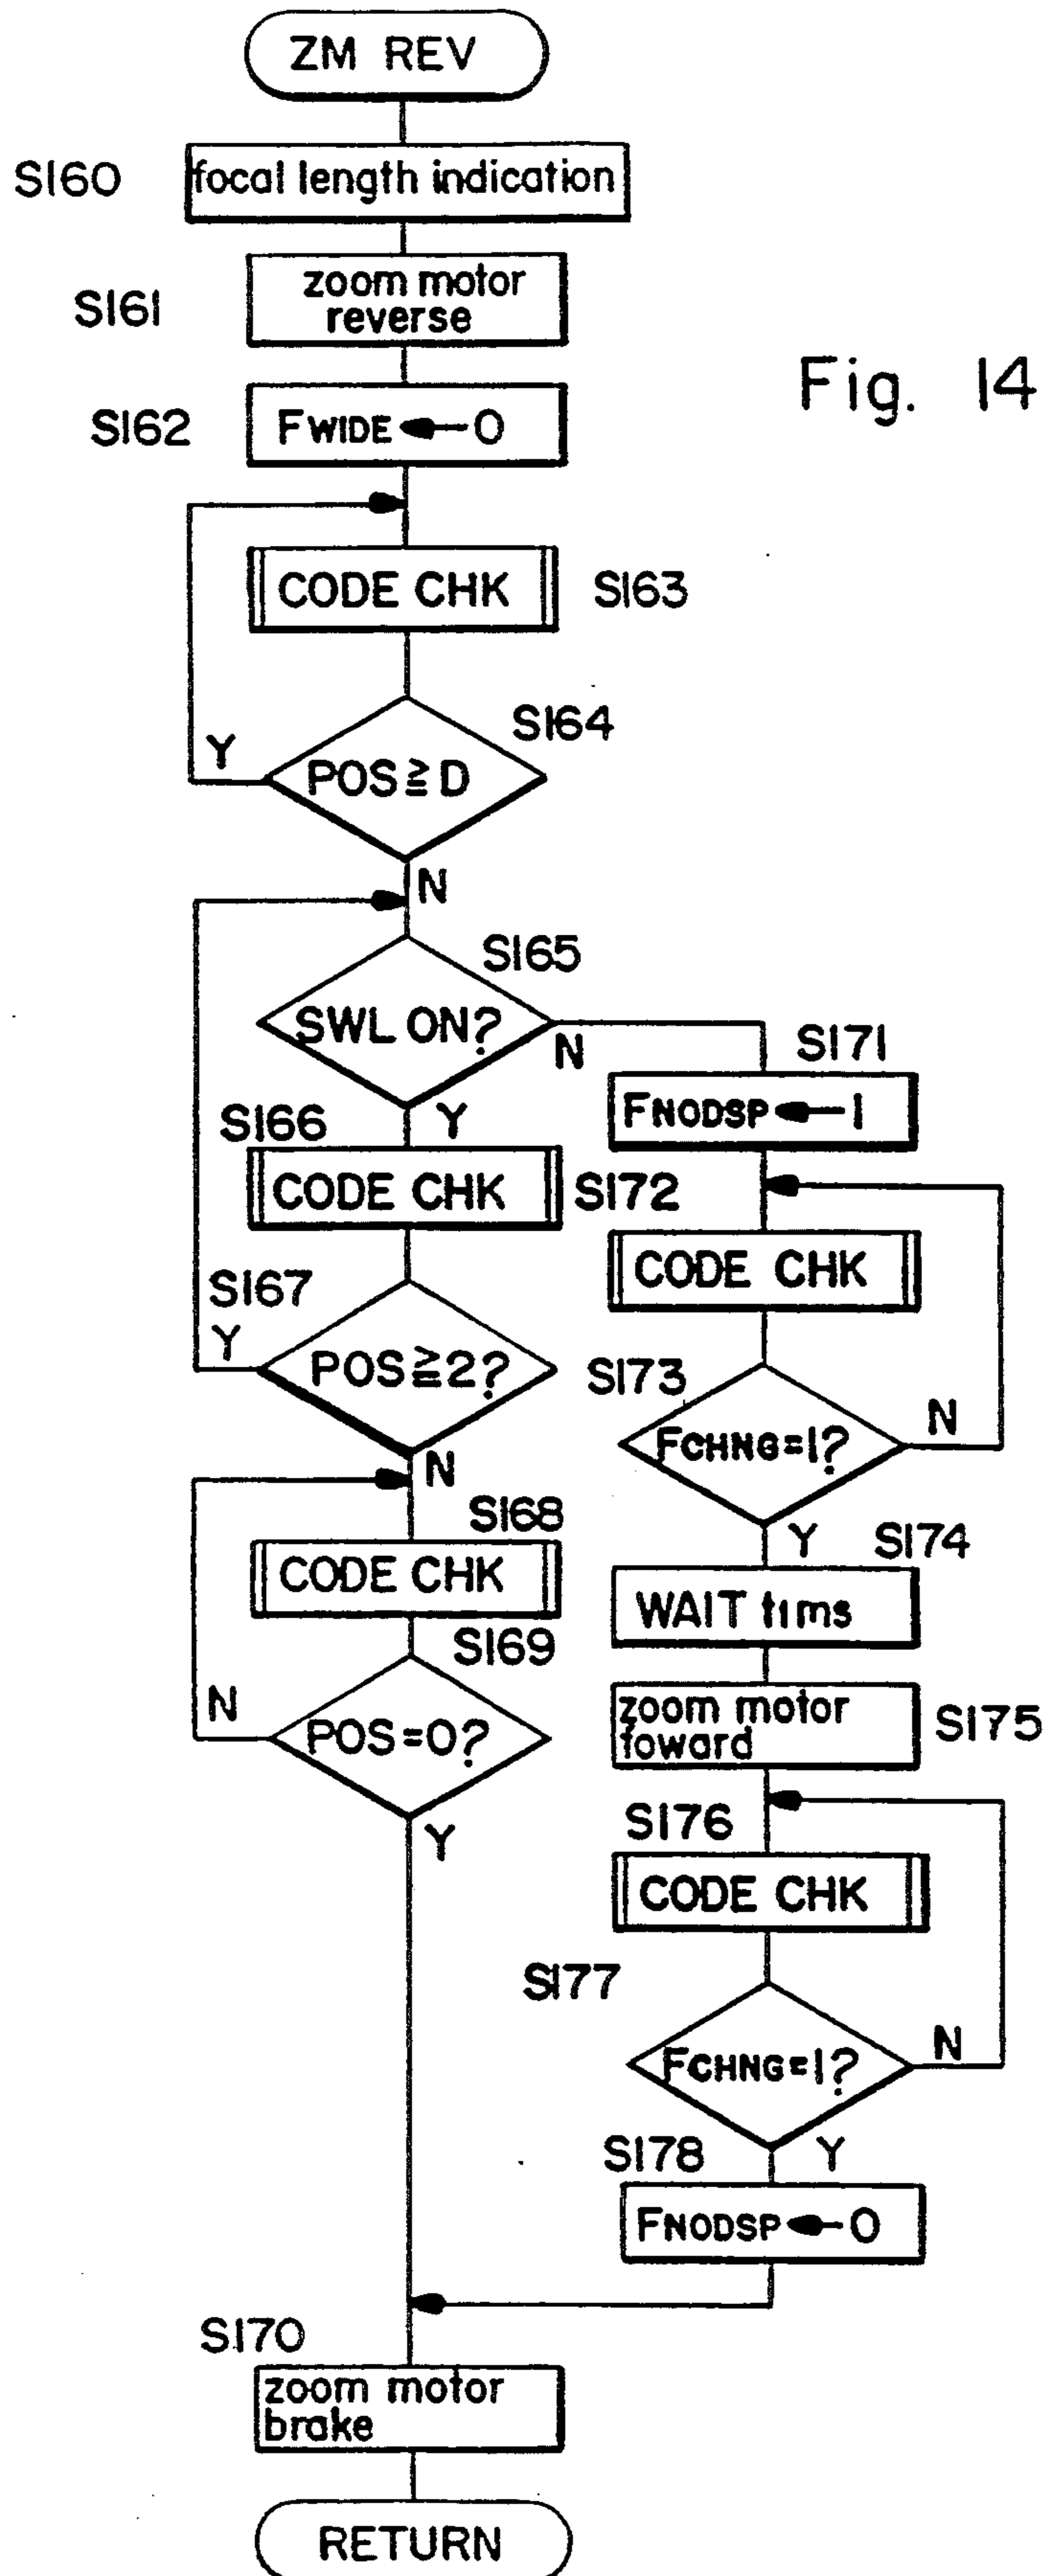 ZM REV
S160
focal length indication
S161
zoom motor
reverse
Fig. 14
S162
FWIDE ← 0
CODE CHK
S163
S164
Y
POS ≧ D
N
S165
SWL ON?
N
S171
FNODSP ← 1
Y
S166
CODE CHK
S172
CODE CHK
S167
Y
POS ≧ 2?
N
S173
FCHNG = 1?
N
Y
S168
CODE CHK
S174
WAIT t1ms
S169
N
POS = 0?
Y
zoom motor
foward
S175
S176
CODE CHK
S177
FCHNG = 1?
N
Y
S178
FNODSP ← 0
S170
zoom motor
brake
RETURN